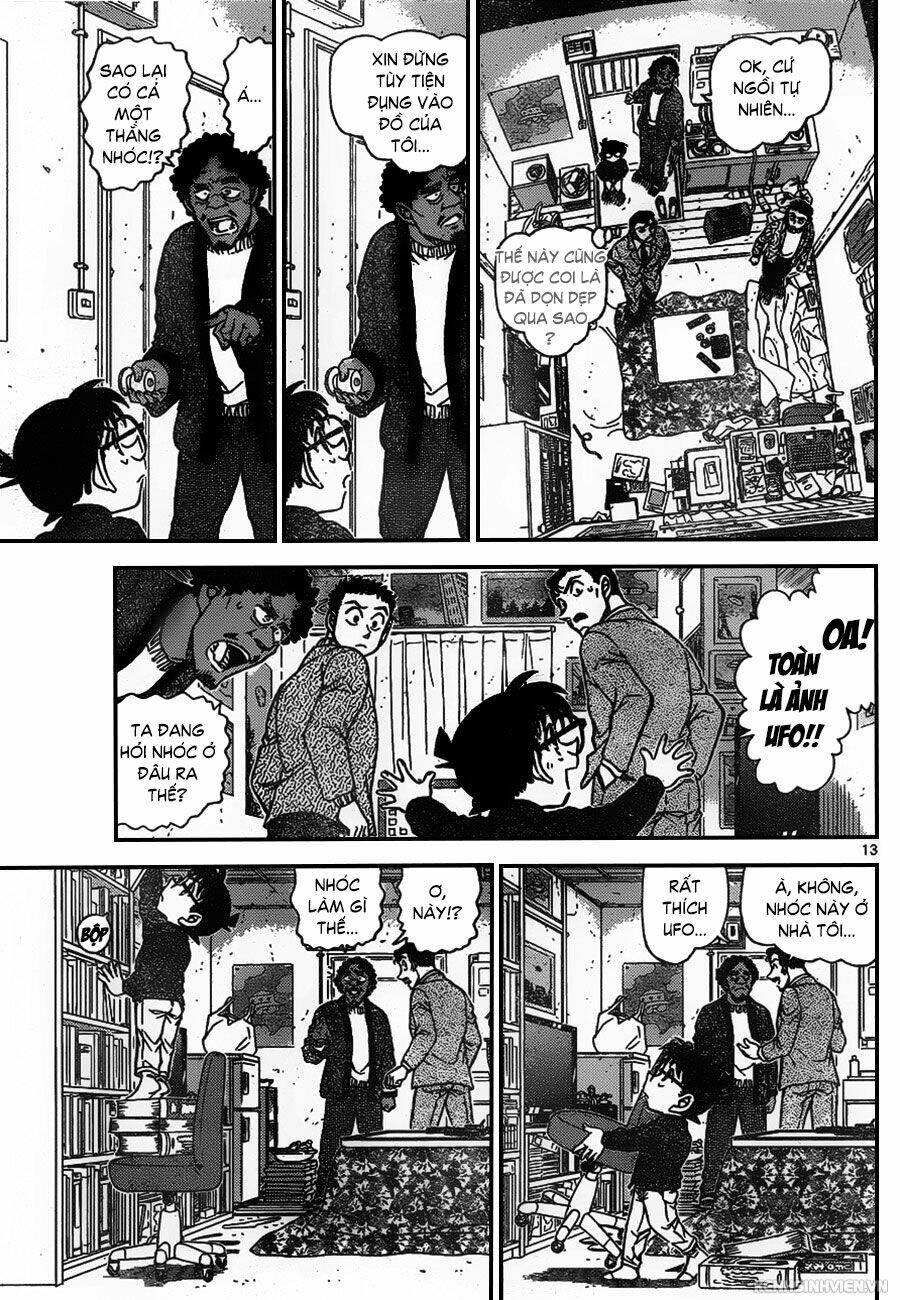 OK, CỨ
NGỒI TỰ
NHIÊN...
THẾ NÀY CŨNG
ĐƯỢC COI LÀ
ĐÃ DỌN DẸP
QUA SAO
?
XIN ĐỪNG
TÙY TIỆN
ĐỤNG VÀO
ĐỒ CỦA
TÔI...
Á...
SAO LẠI
CÓ CẢ
MỘT
THẰNG
NHÓC!?
OA!
TOÀN
LÀ ẢNH
UFO!!
TA ĐANG
HỎI NHÓC Ở
ĐÂU RA
THẾ?
13
À, KHÔNG,
NHÓC NÀY Ở
NHÀ TÔI...
RẤT
THÍCH
UFO...
Ơ,
NÀY!?
NHÓC
LÀM GÌ
THẾ...
BỘP